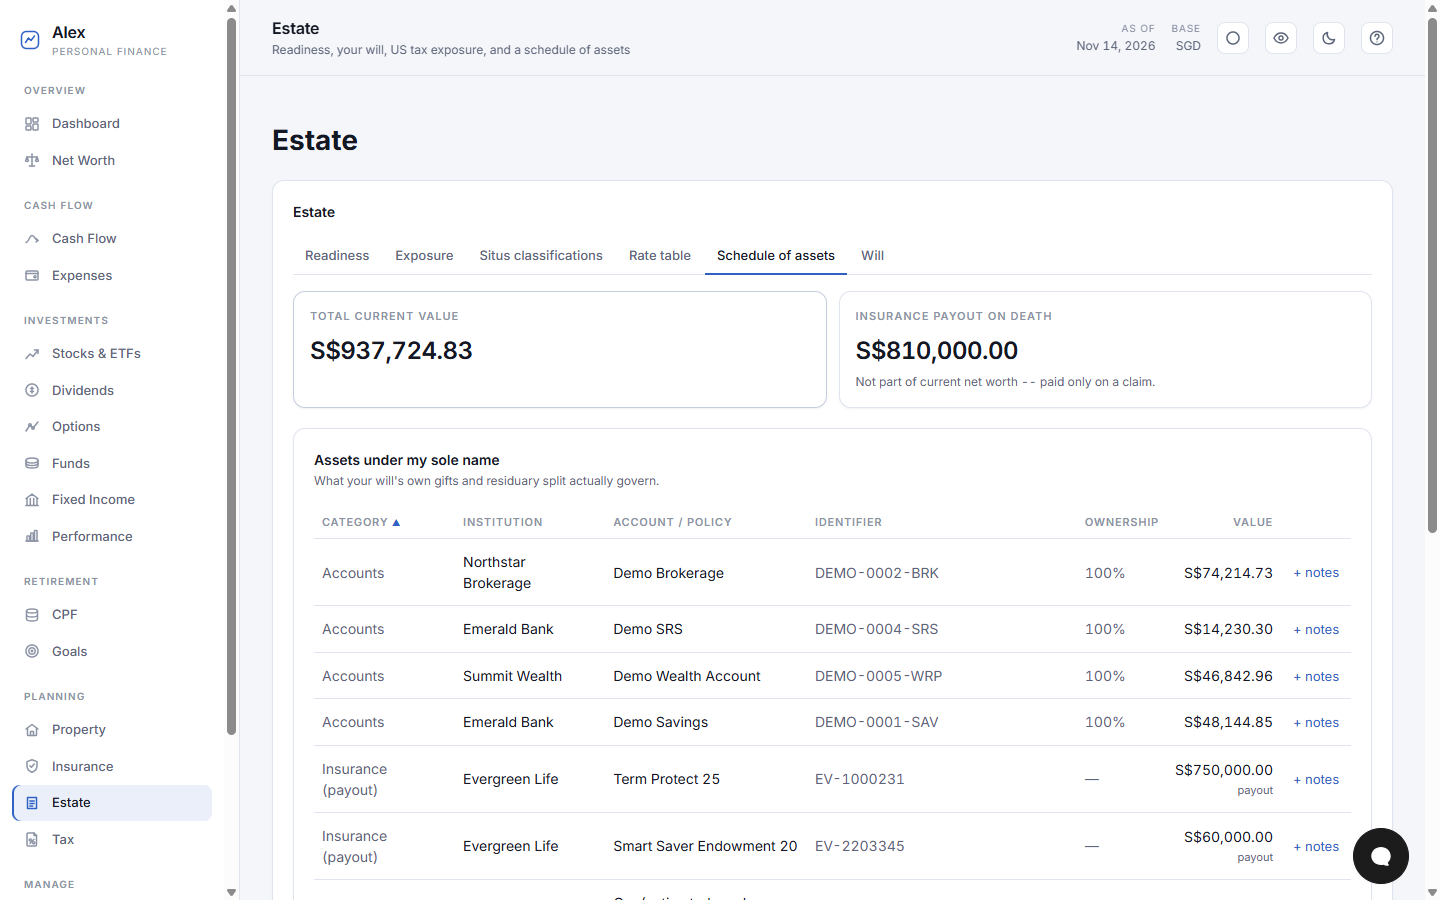 Alex
PERSONAL FINANCE
OVERVIEW
Dashboard
Net Worth
CASH FLOW
Cash Flow
Expenses
INVESTMENTS
Stocks & ETFs
Dividends
Options
Funds
Fixed Income
Performance
RETIREMENT
CPF
Goals
PLANNING
Property
Insurance
Estate
Tax
MANAGE
Estate
Readiness, your will, US tax exposure, and a schedule of assets
AS OF
Nov 14, 2026
BASE
SGD
Estate
Estate
Readiness Exposure Situs classifications Rate table Schedule of assets Will
TOTAL CURRENT VALUE
S$937,724.83
INSURANCE PAYOUT ON DEATH
S$810,000.00
Not part of current net worth -- paid only on a claim.
Assets under my sole name
What your will's own gifts and residuary split actually govern.
CATEGORY ▲ INSTITUTION ACCOUNT / POLICY IDENTIFIER OWNERSHIP VALUE
Accounts Northstar Brokerage Demo Brokerage DEMO-0002-BRK 100% S$74,214.73 + notes
Accounts Emerald Bank Demo SRS DEMO-0004-SRS 100% S$14,230.30 + notes
Accounts Summit Wealth Demo Wealth Account DEMO-0005-WRP 100% S$46,842.96 + notes
Accounts Emerald Bank Demo Savings DEMO-0001-SAV 100% S$48,144.85 + notes
Insurance (payout) Evergreen Life Term Protect 25 EV-1000231 — S$750,000.00 payout + notes
Insurance (payout) Evergreen Life Smart Saver Endowment 20 EV-2203345 — S$60,000.00 payout + notes